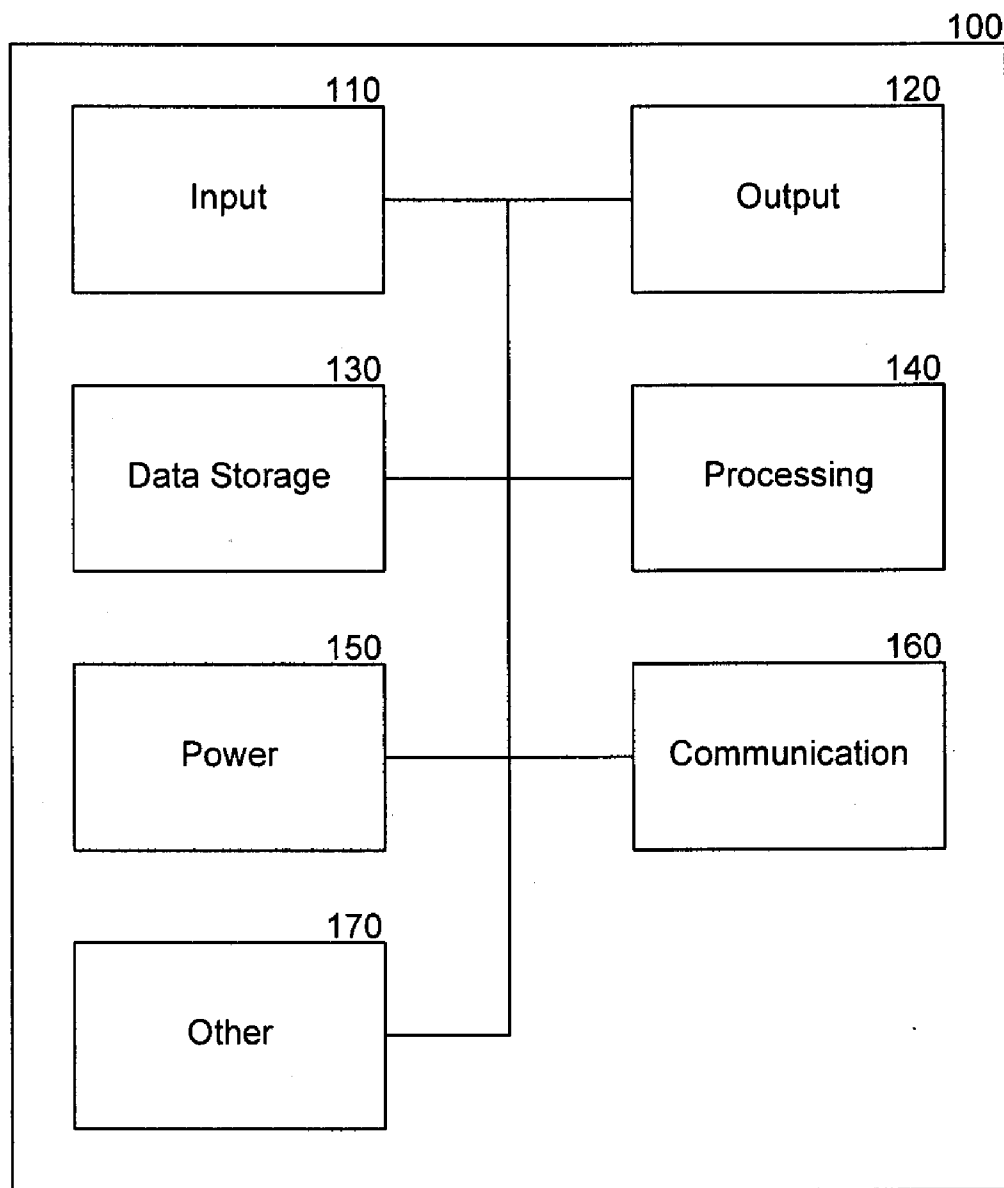 100
110
120
Input
Output
130
140
Data Storage
Processing
150
160
Power
Communication
170
Other